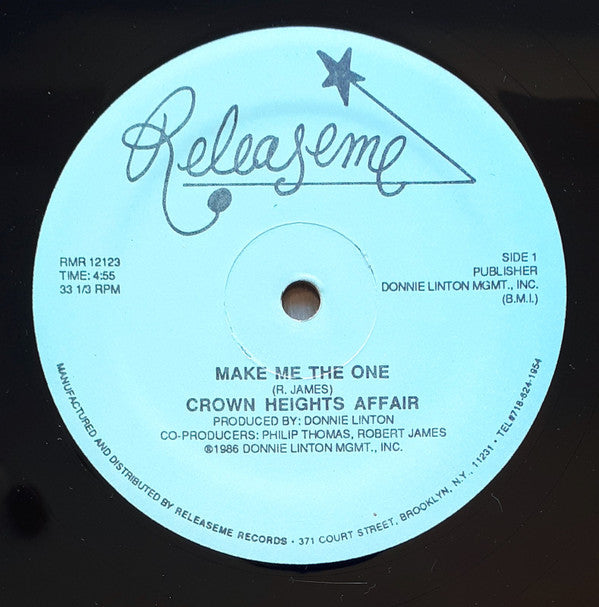 Releaseme
RMR 12123
TIME: 4:55
33 1/3 RPM
SIDE 1
PUBLISHER
DONNIE LINTON MGMT., INC.
(B.M.I.)
MAKE ME THE ONE
(R. JAMES)
CROWN HEIGHTS AFFAIR
PRODUCED BY: DONNIE LINTON
CO-PRODUCERS: PHILIP THOMAS, ROBERT JAMES
℗1986 DONNIE LINTON MGMT., INC.
MANUFACTURED AND DISTRIBUTED BY RELEASEME RECORDS • 371 COURT STREET, BROOKLYN, N.Y., 11231 • TEL#718-624-1954